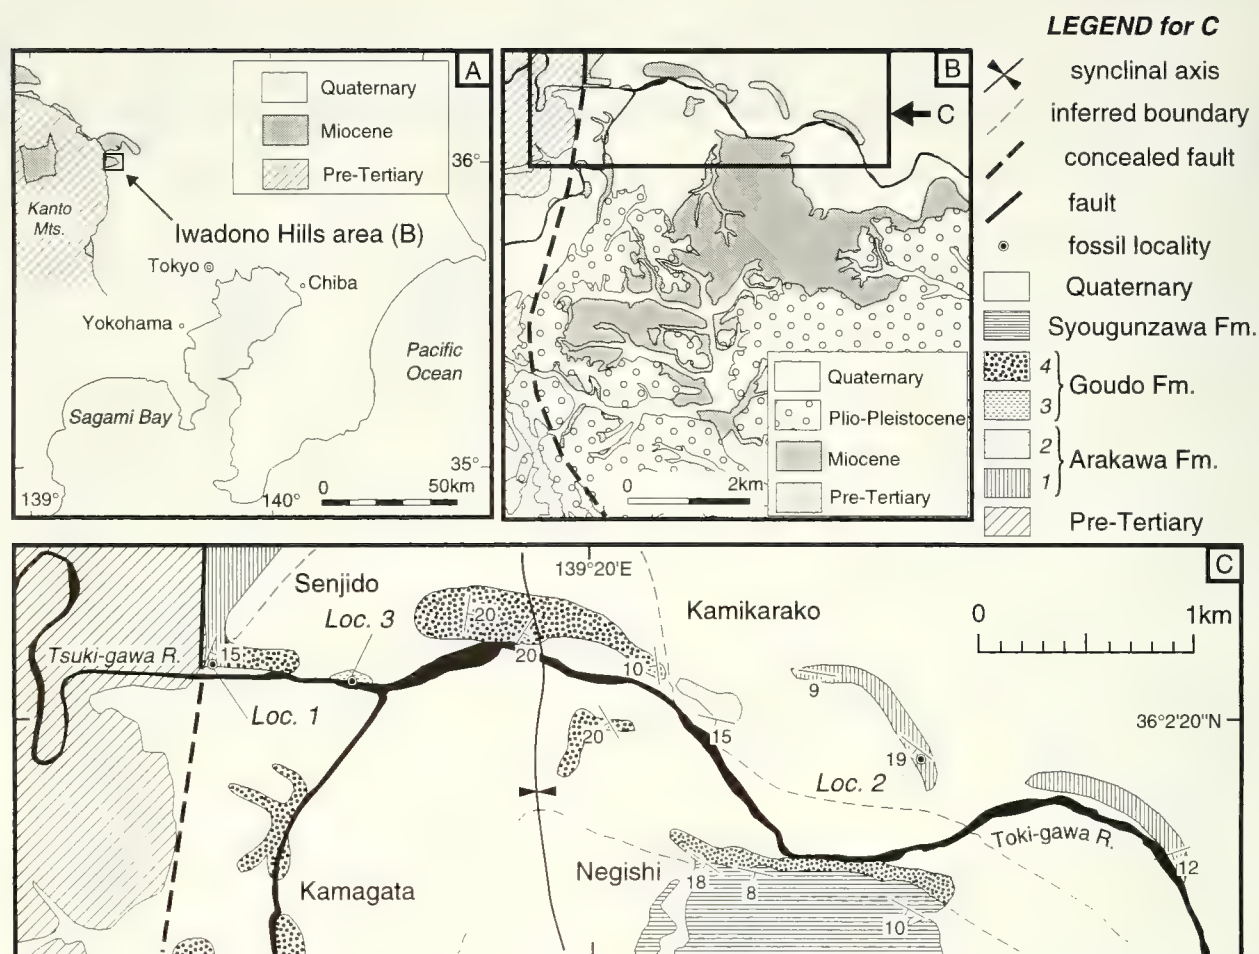 LEGEND for C
A
Quaternary
Miocene
Pre-Tertiary
36°
Kanto
Mts.
Iwadono Hills area (B)
Tokyo
Chiba
Yokohama
Pacific
Ocean
Sagami Bay
35°
139°
140°
0
50km
B
C
Quaternary
Plio-Pleistocene
Miocene
Pre-Tertiary
0
2km
synclinal axis
inferred boundary
concealed fault
fault
fossil locality
Quaternary
Syougunzawa Fm.
4
3
Goudo Fm.
2
1
Arakawa Fm.
Pre-Tertiary
C
139°20'E
Senjido
Loc. 3
Kamikarako
0
1km
20
Tsuki-gawa R.
15
20
10
9
Loc. 1
36°2'20"N
20
15
19
Loc. 2
Toki-gawa R.
Negishi
12
Kamagata
18
8
10